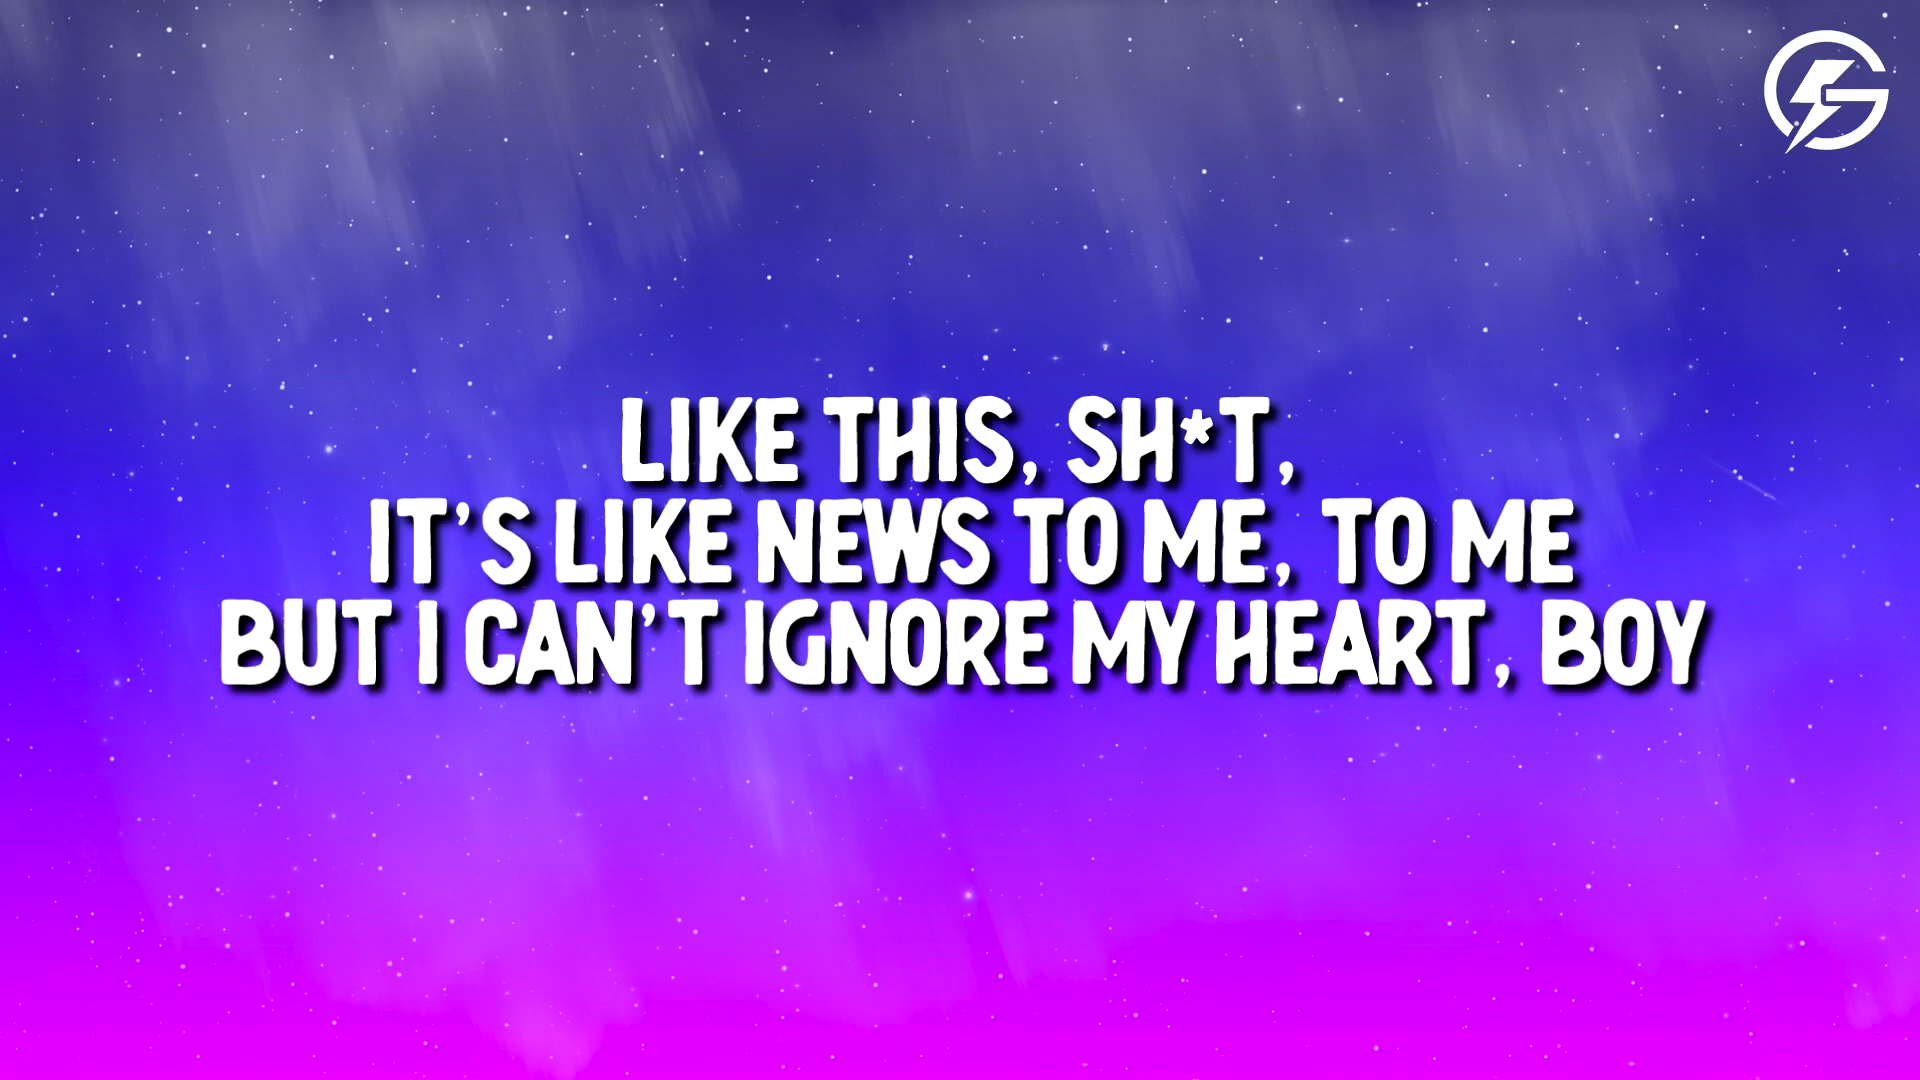 LIKE THIS, SH*T,
IT'S LIKE NEWS TO ME, TO ME
BUT I CAN'T IGNORE MY HEART, BOY